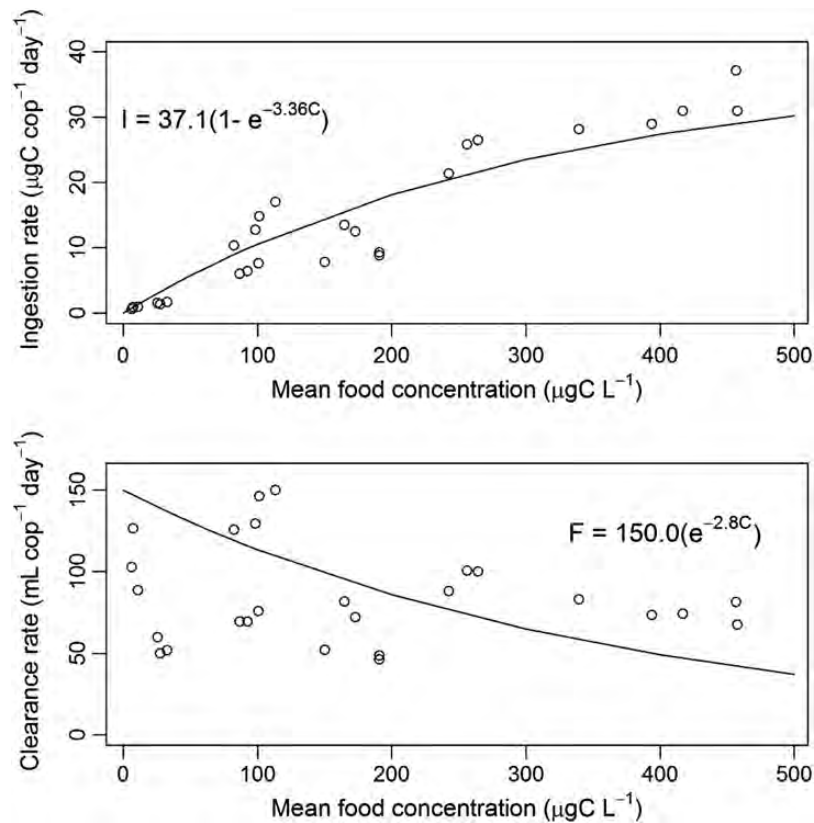 Ingestion rate (μgC cop⁻¹ day⁻¹)
40
30
20
10
0
I = 37.1(1- e⁻³·³⁶ᶜ)
0 100 200 300 400 500
Mean food concentration (μgC L⁻¹)
Clearance rate (mL cop⁻¹ day⁻¹)
150
100
50
0
F = 150.0(e⁻²·⁸ᶜ)
0 100 200 300 400 500
Mean food concentration (μgC L⁻¹)